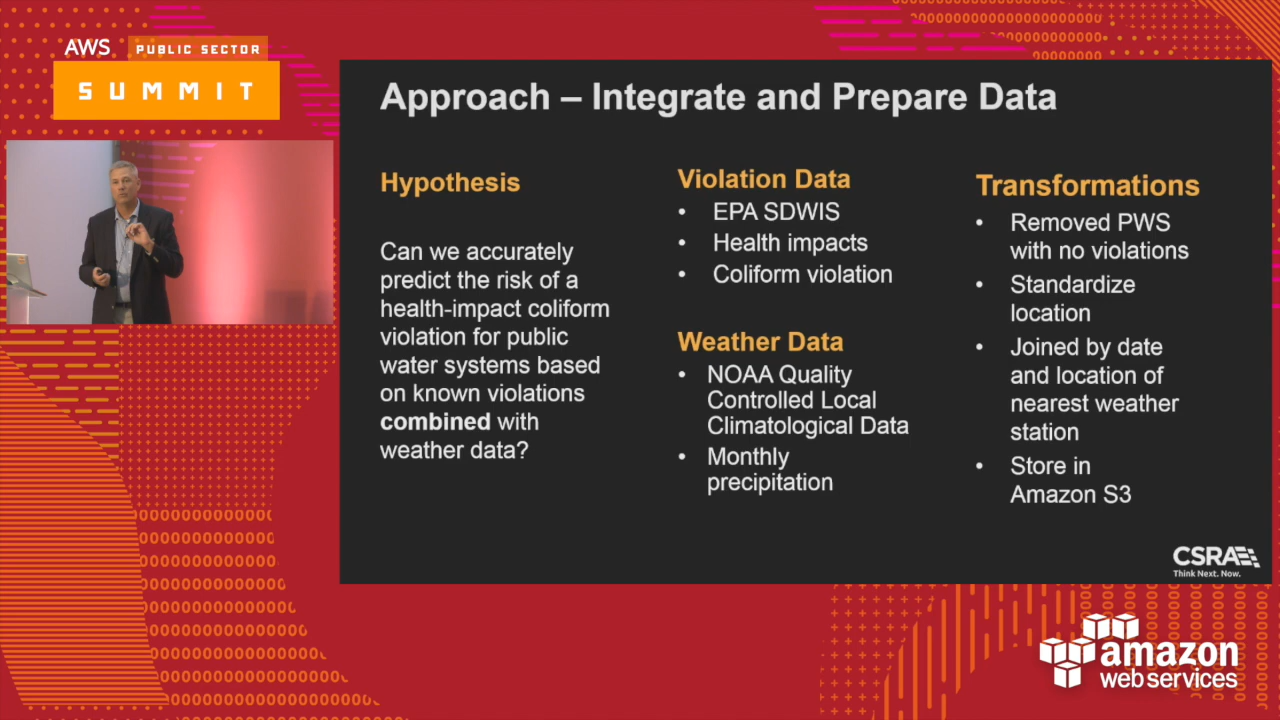 AWS PUBLIC SECTOR
SUMMIT
Approach – Integrate and Prepare Data
Hypothesis
Can we accurately
predict the risk of a
health-impact coliform
violation for public
water systems based
on known violations
combined with
weather data?
Violation Data
• EPA SDWIS
• Health impacts
• Coliform violation
Weather Data
• NOAA Quality
Controlled Local
Climatological Data
• Monthly
precipitation
Transformations
• Removed PWS
with no violations
• Standardize
location
• Joined by date
and location of
nearest weather
station
• Store in
Amazon S3
CSRA
Think Next. Now.
amazon
web services